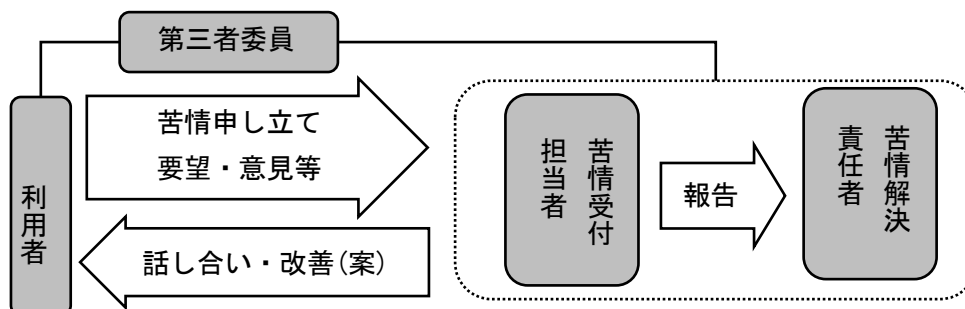 第三者委員
利用者
苦情申し立て
要望・意見等
話し合い・改善(案)
苦情受付
担当者
報告
苦情解決
責任者